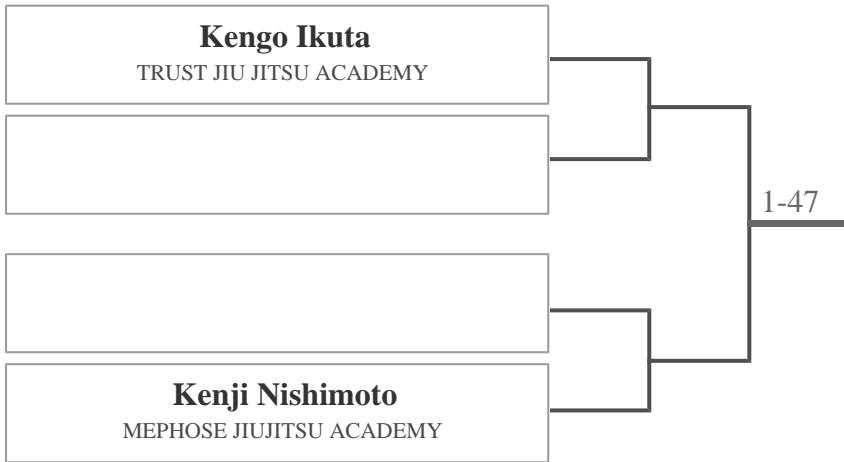 Kengo Ikuta
TRUST JIU JITSU ACADEMY
1-47
Kenji Nishimoto
MEPHOSE JIUJITSU ACADEMY